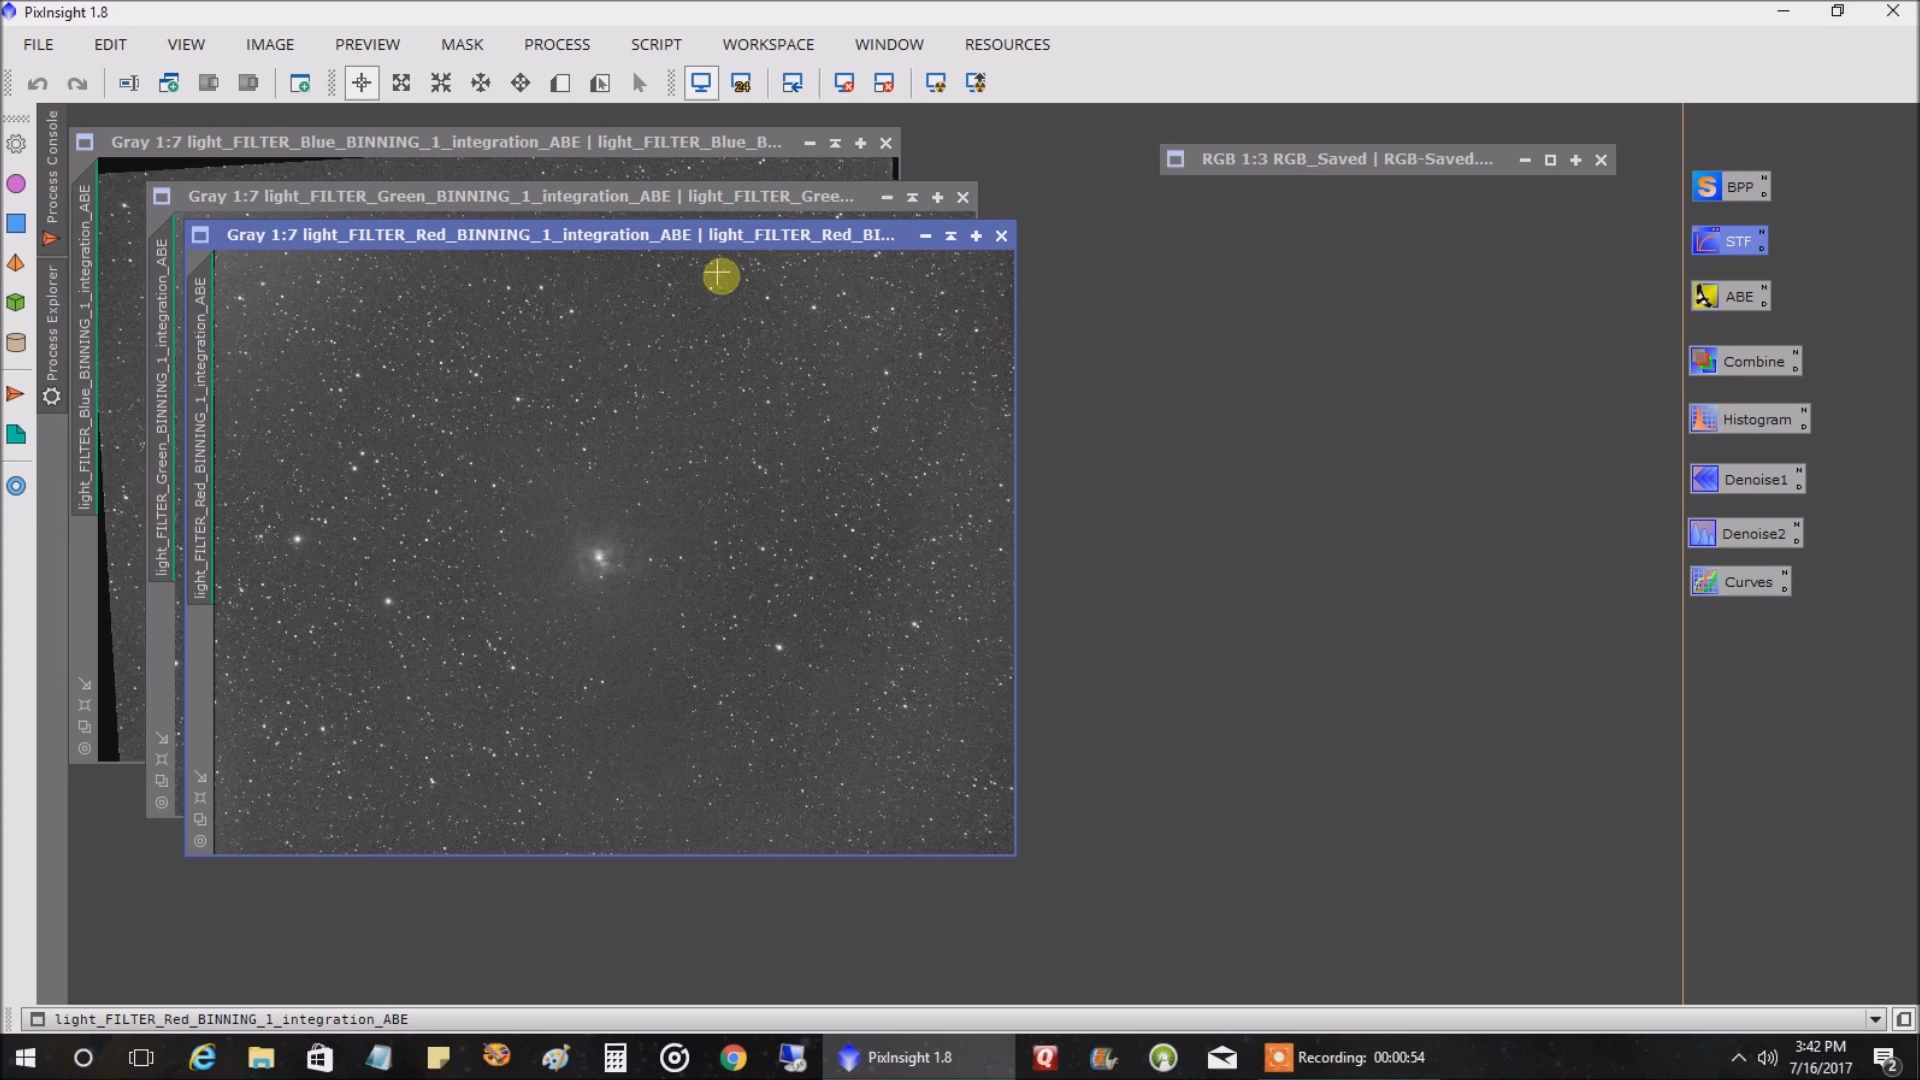 PixInsight 1.8
FILE EDIT VIEW IMAGE PREVIEW MASK PROCESS SCRIPT WORKSPACE WINDOW RESOURCES
24
Process Console
Process Explorer
Gray 1:7 light_FILTER_Blue_BINNING_1_integration_ABE | light_FILTER_Blue_B...
light_FILTER_Blue_BINNING_1_integration_ABE
Gray 1:7 light_FILTER_Green_BINNING_1_integration_ABE | light_FILTER_Gree...
light_FILTER_Green_BINNING_1_integration_ABE
Gray 1:7 light_FILTER_Red_BINNING_1_integration_ABE | light_FILTER_Red_BI...
light_FILTER_Red_BINNING_1_integration_ABE
RGB 1:3 RGB_Saved | RGB-Saved....
S BPP N D
STF N D
ABE N D
Combine N D
Histogram N D
Denoise1 N D
Denoise2 N D
Curves N D
light_FILTER_Red_BINNING_1_integration_ABE
PixInsight 1.8
Q
Recording: 00:00:54
3:42 PM
7/16/2017
2